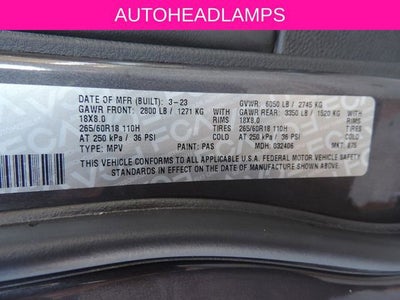 AUTOHEADLAMPS
DATE OF MFR (BUILT): 3-23 GVWR: 6050 LB / 2745 KG
GAWR FRONT: 2800 LB / 1271 KG WITH GAWR REAR: 3350 LB / 1520 KG WITH
18X8.0 RIMS 18X8.0 RIMS
265/60R18 110H TIRES 265/60R18 110H TIRES
AT 250 kPa / 36 PSI COLD AT 250 kPa / 36 PSI COLD
TYPE: MPV PAINT: PAS MDH: 032406 MKT: 875
THIS VEHICLE CONFORMS TO ALL APPLICABLE U.S.A. FEDERAL MOTOR VEHICLE SAFETY
STANDARDS IN EFFECT ON THE DATE OF MANUFACTURE SHOWN ABOVE.